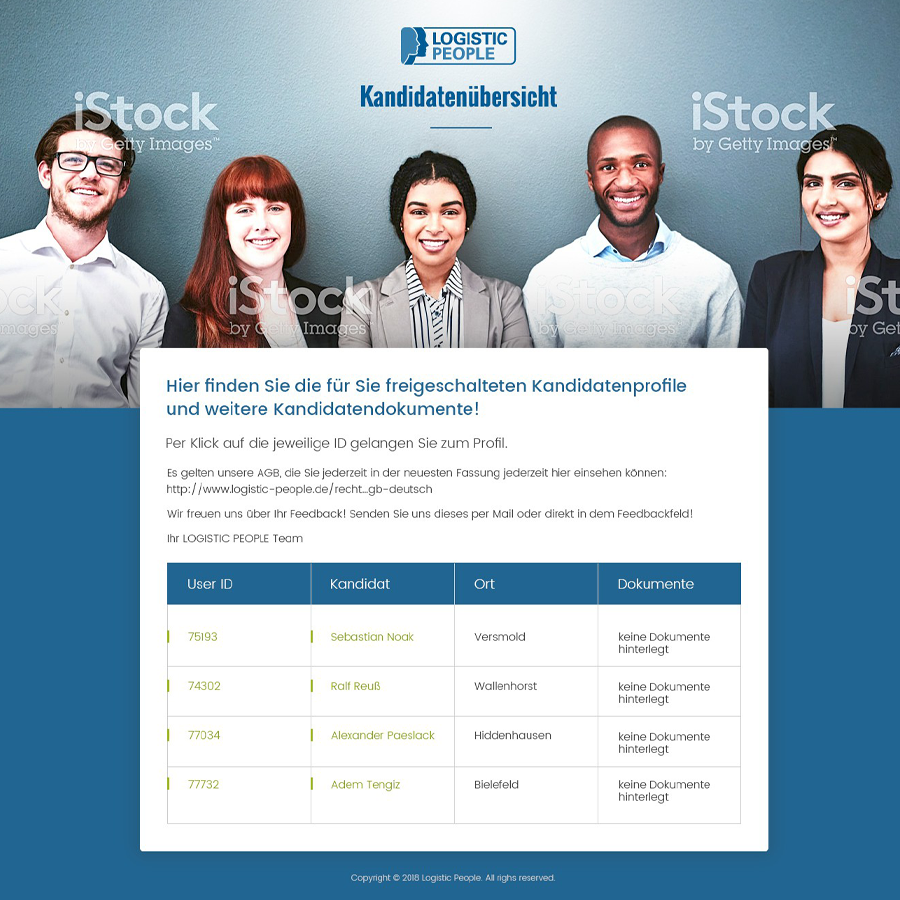 LOGISTIC
PEOPLE
Kandidatenübersicht
iStock
by Getty Images™
iStock
by Getty Images™
iStock
by Getty Images
iStock
by Getty Images
Hier finden Sie die für Sie freigeschalteten Kandidatenprofile
und weitere Kandidatendokumente!
Per Klick auf die jeweilige ID gelangen Sie zum Profil.
Es gelten unsere AGB, die Sie jederzeit in der neuesten Fassung jederzeit hier einsehen können:
http://www.logistic-people.de/recht...gb-deutsch
Wir freuen uns über Ihr Feedback! Senden Sie uns dieses per Mail oder direkt in dem Feedbackfeld!
Ihr LOGISTIC PEOPLE Team
User ID Kandidat Ort Dokumente
75193 Sebastian Noak Versmold keine Dokumente
hinterlegt
74302 Ralf Reuß Wallenhorst keine Dokumente
hinterlegt
77034 Alexander Paeslack Hiddenhausen keine Dokumente
hinterlegt
77732 Adem Tengiz Bielefeld keine Dokumente
hinterlegt
Copyright © 2018 Logistic People. All righs reserved.